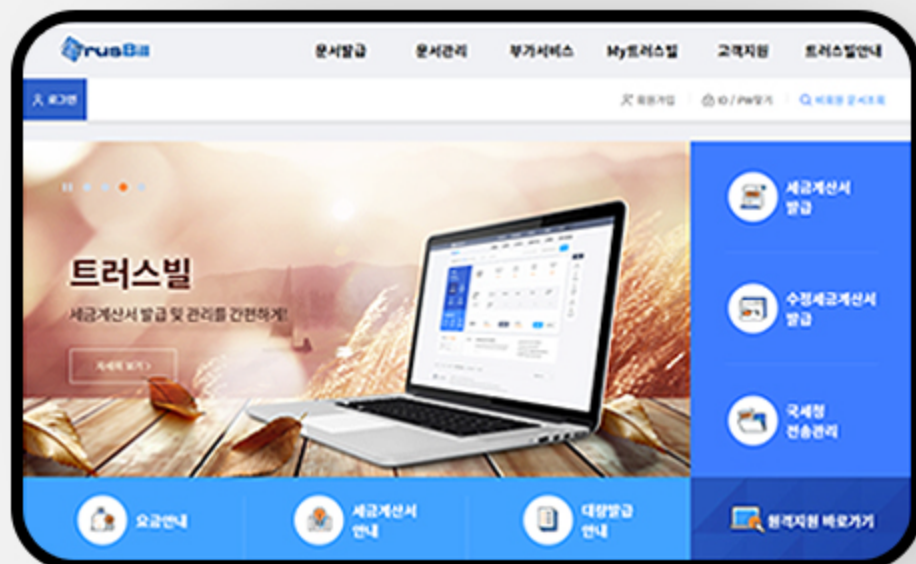 TrusBill
문서발급 문서관리 부가서비스 My트러스빌 고객지원 트러스빌안내
로그인 회원가입 ID / PW찾기 비회원 문서조회
트러스빌
세금계산서 발급 및 관리를 간편하게!
자세히 보기 >
세금계산서
발급
수정세금계산서
발급
국세청
전송관리
요금안내
세금계산서
안내
대량발급
안내
원격지원 바로가기